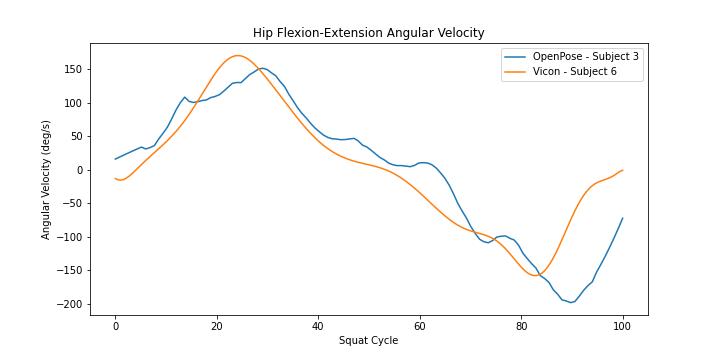 Hip Flexion-Extension Angular Velocity
OpenPose - Subject 3
Vicon - Subject 6
Angular Velocity (deg/s)
150
100
50
0
−50
−100
−150
−200
0 20 40 60 80 100
Squat Cycle